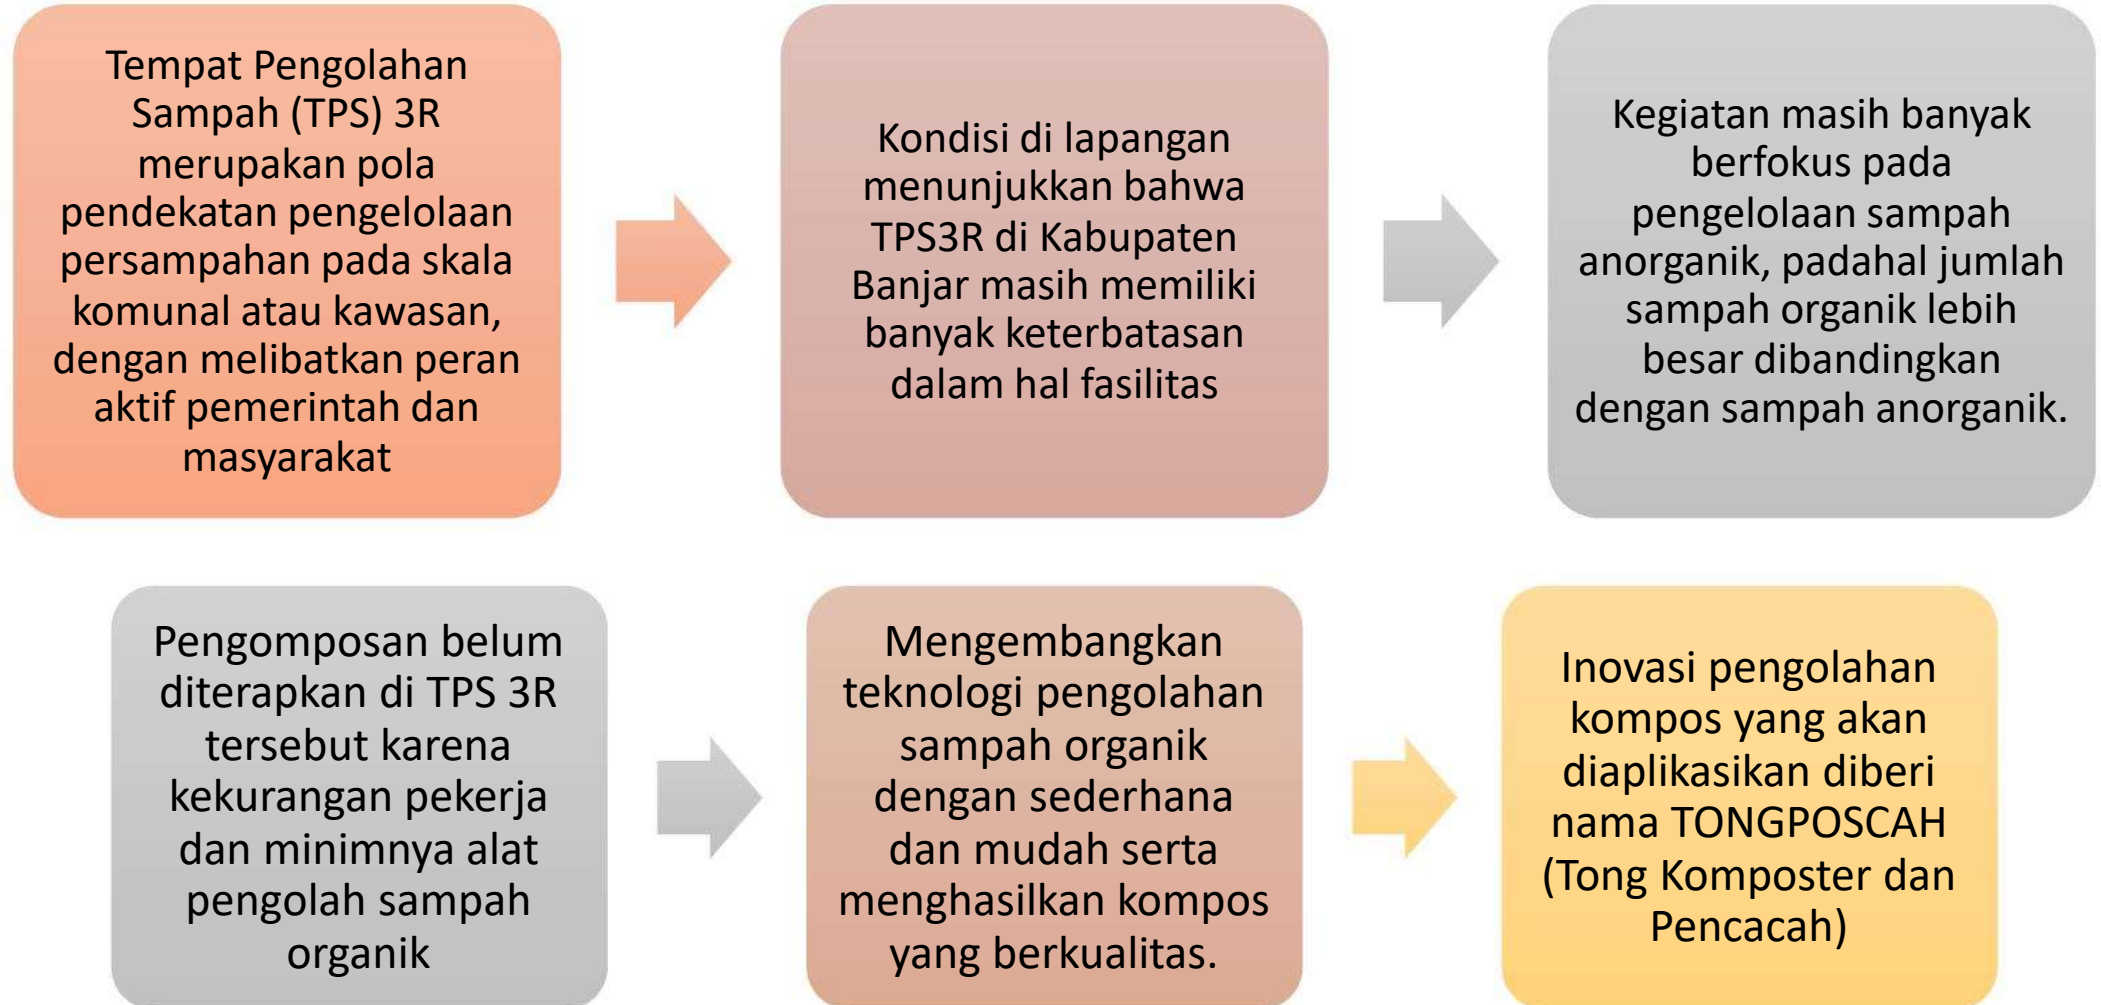 Tempat Pengolahan
Sampah (TPS) 3R
merupakan pola
pendekatan pengelolaan
persampahan pada skala
komunal atau kawasan,
dengan melibatkan peran
aktif pemerintah dan
masyarakat
Kondisi di lapangan
menunjukkan bahwa
TPS3R di Kabupaten
Banjar masih memiliki
banyak keterbatasan
dalam hal fasilitas
Kegiatan masih banyak
berfokus pada
pengelolaan sampah
anorganik, padahal jumlah
sampah organik lebih
besar dibandingkan
dengan sampah anorganik.
Pengomposan belum
diterapkan di TPS 3R
tersebut karena
kekurangan pekerja
dan minimnya alat
pengolah sampah
organik
Mengembangkan
teknologi pengolahan
sampah organik
dengan sederhana
dan mudah serta
menghasilkan kompos
yang berkualitas.
Inovasi pengolahan
kompos yang akan
diaplikasikan diberi
nama TONGPOSCAH
(Tong Komposter dan
Pencacah)